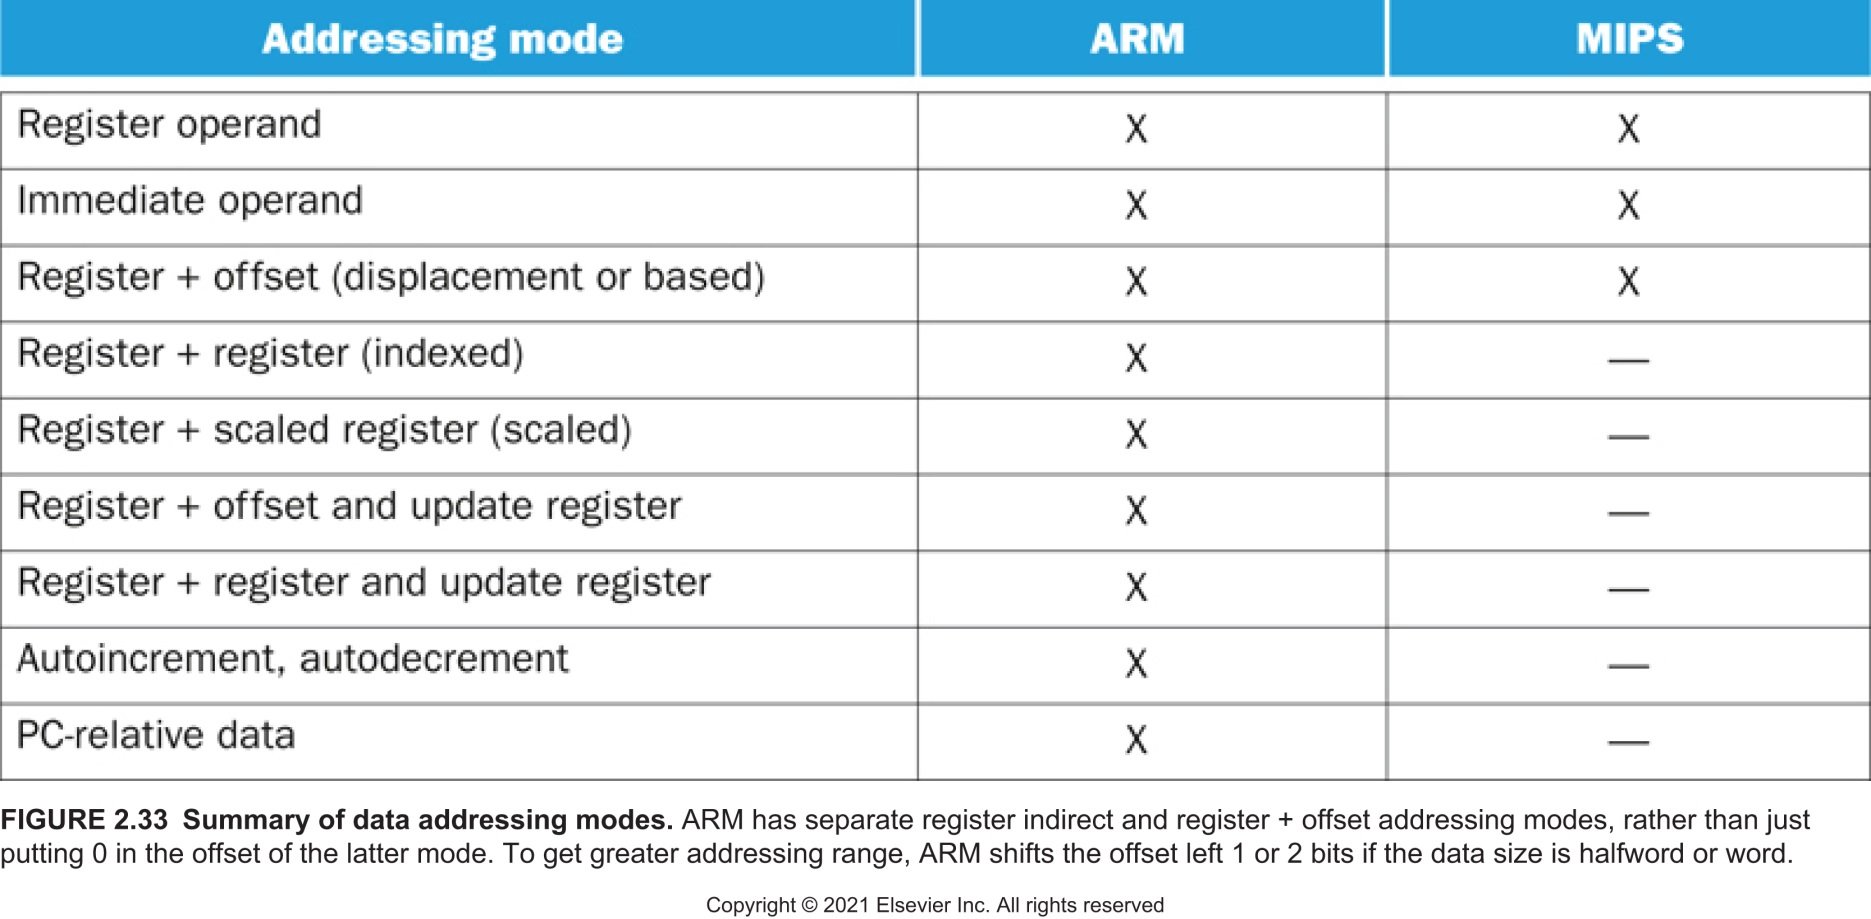 Addressing mode ARM MIPS
Register operand X X
Immediate operand X X
Register + offset (displacement or based) X X
Register + register (indexed) X —
Register + scaled register (scaled) X —
Register + offset and update register X —
Register + register and update register X —
Autoincrement, autodecrement X —
PC-relative data X —
FIGURE 2.33 Summary of data addressing modes. ARM has separate register indirect and register + offset addressing modes, rather than just
putting 0 in the offset of the latter mode. To get greater addressing range, ARM shifts the offset left 1 or 2 bits if the data size is halfword or word.
Copyright © 2021 Elsevier Inc. All rights reserved